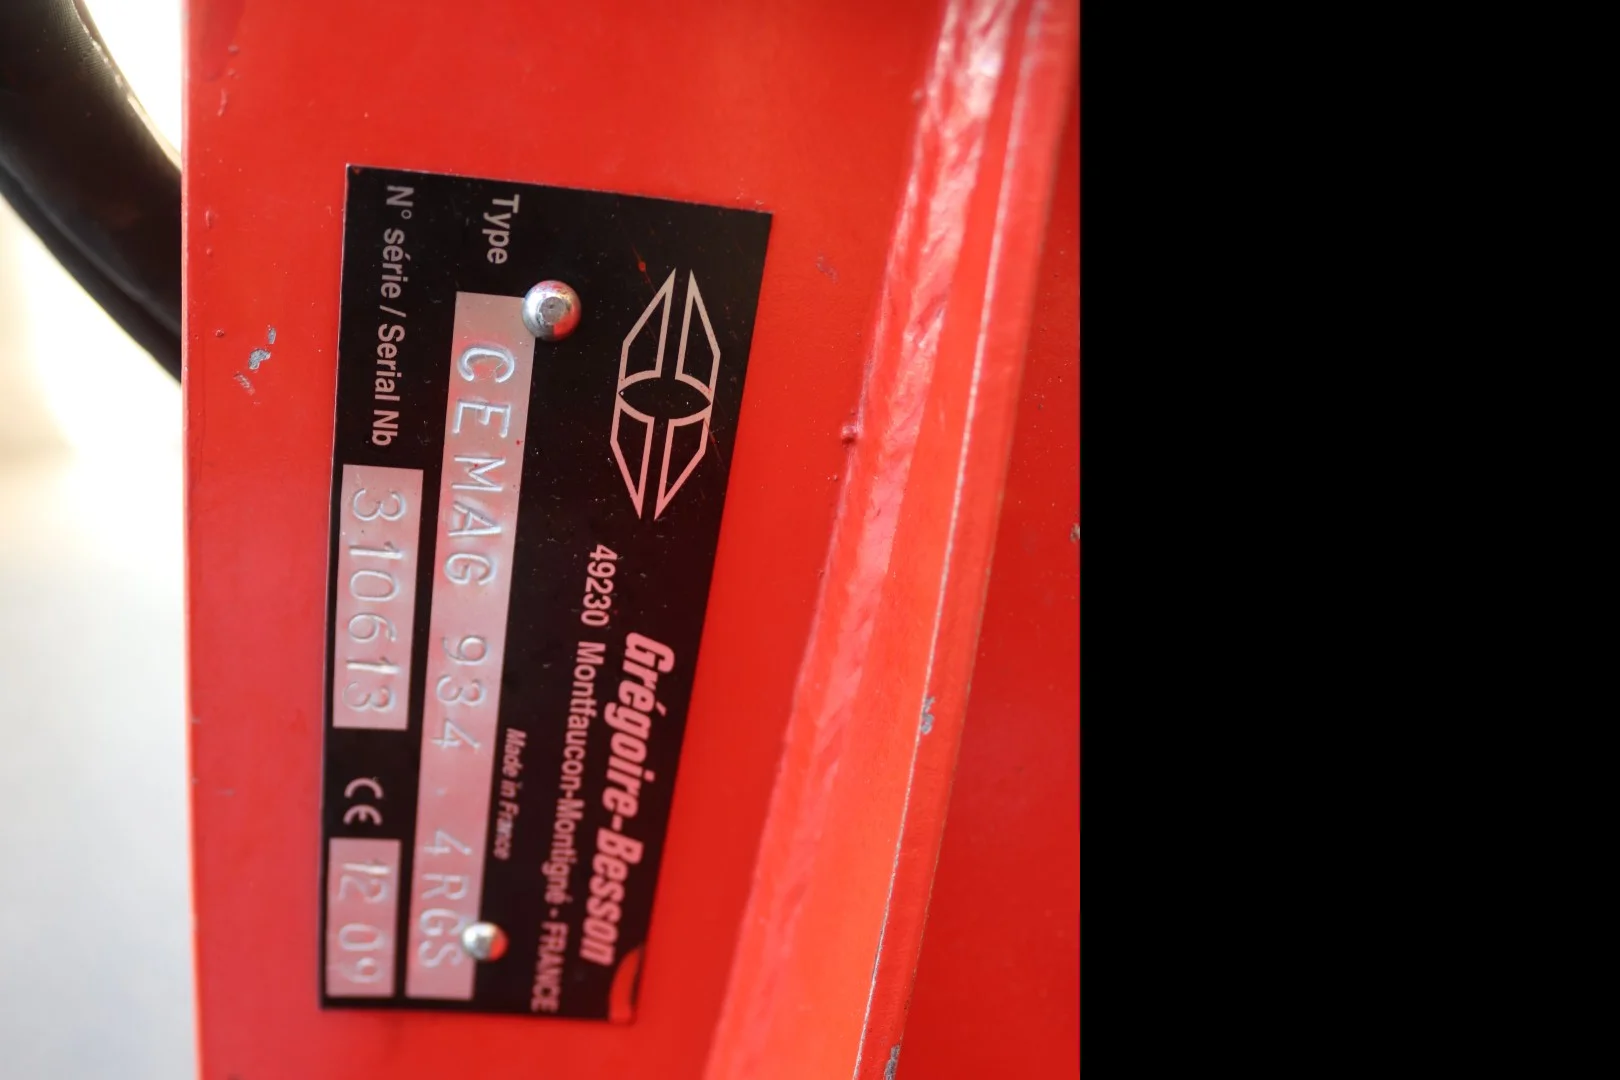 Grégoire-Besson
49230 Montfaucon-Montigné - FRANCE
Made in France
Type CEMAG 934 . 4RGS
N° série / Serial Nb 310613 CE 12 09